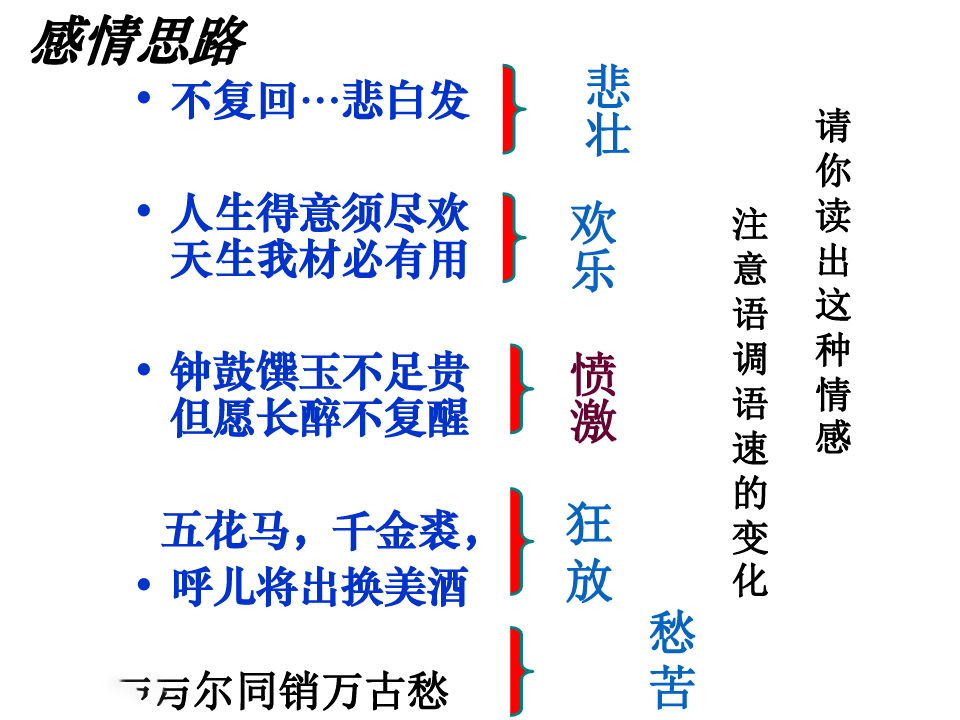 感情思路
• 不复回…悲白发
悲壮
• 人生得意须尽欢
天生我材必有用
欢乐
• 钟鼓馔玉不足贵
但愿长醉不复醒
愤激
五花马，千金裘，
• 呼儿将出换美酒
狂放
尔同销万古愁
愁苦
请你读出这种情感
注意语调语速的变化